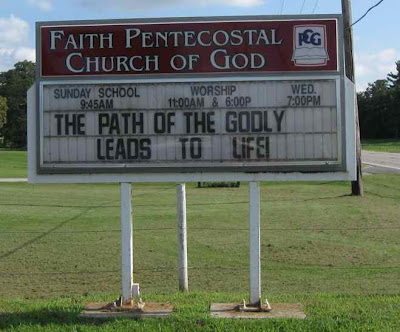 FAITH PENTECOSTAL
CHURCH OF GOD
PCG
SUNDAY SCHOOL WORSHIP WED.
9:45AM 11:00AM & 6:00P 7:00PM
THE PATH OF THE GODLY
LEADS TO LIFE!